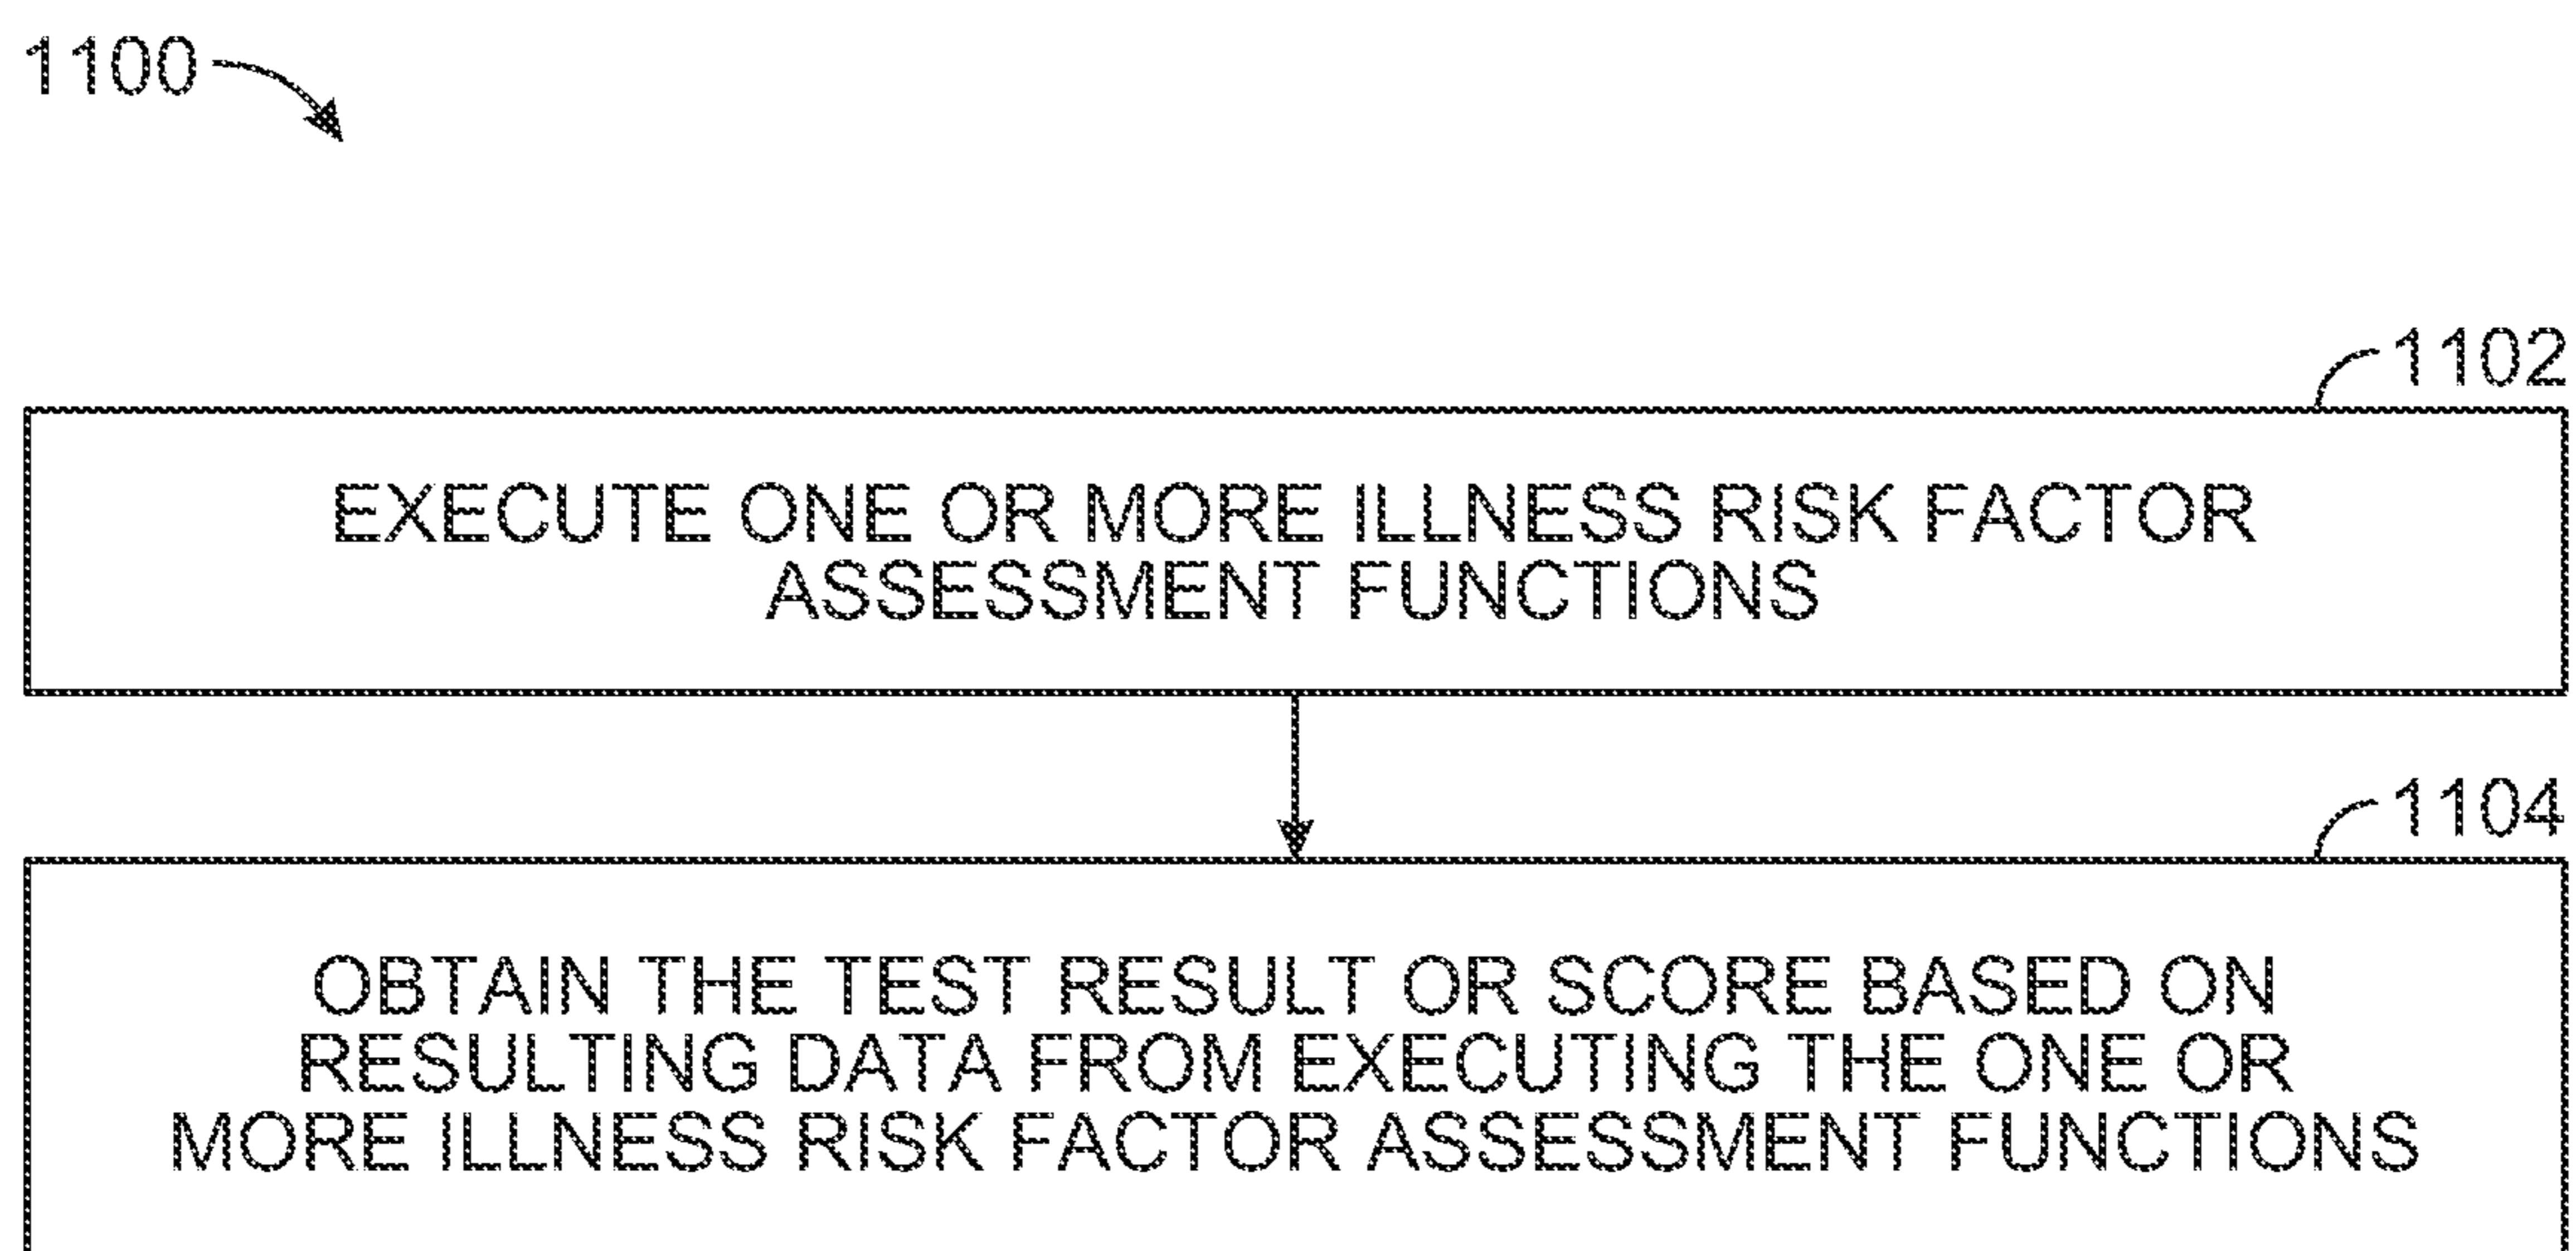 1100
1102
EXECUTE ONE OR MORE ILLNESS RISK FACTOR
ASSESSMENT FUNCTIONS
1104
OBTAIN THE TEST RESULT OR SCORE BASED ON
RESULTING DATA FROM EXECUTING THE ONE OR
MORE ILLNESS RISK FACTOR ASSESSMENT FUNCTIONS